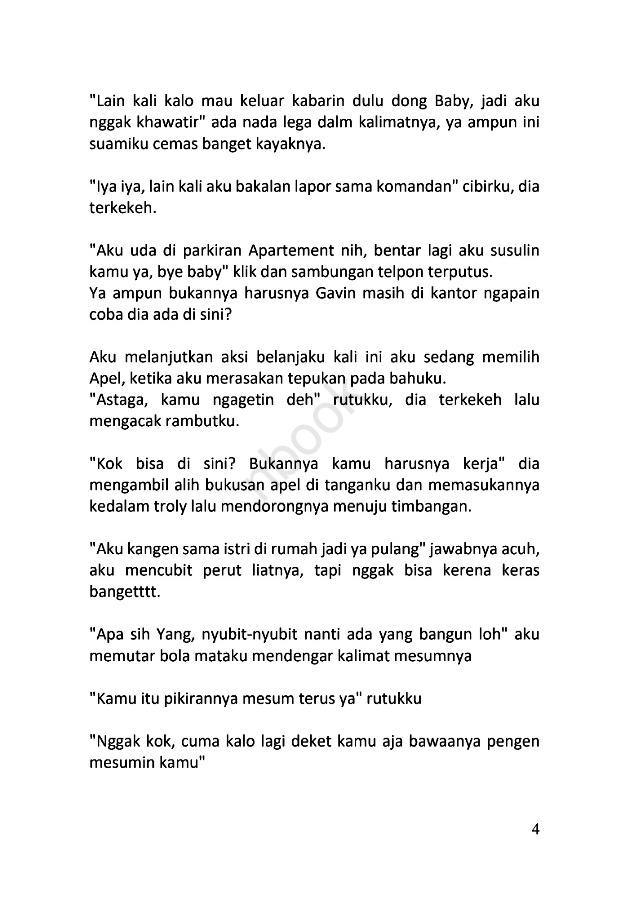 "Lain kali kalo mau keluar kabarin dulu dong Baby, jadi aku
nggak khawatir" ada nada lega dalm kalimatnya, ya ampun ini
suamiku cemas banget kayaknya.
"Iya iya, lain kali aku bakalan lapor sama komandan" cibirku, dia
terkekeh.
"Aku uda di parkiran Apartement nih, bentar lagi aku susulin
kamu ya, bye baby" klik dan sambungan telpon terputus.
Ya ampun bukannya harusnya Gavin masih di kantor ngapain
coba dia ada di sini?
Aku melanjutkan aksi belanjaku kali ini aku sedang memilih
Apel, ketika aku merasakan tepukan pada bahuku.
"Astaga, kamu ngagetin deh" rutukku, dia terkekeh lalu
mengacak rambutku.
"Kok bisa di sini? Bukannya kamu harusnya kerja" dia
mengambil alih bukusan apel di tanganku dan memasukannya
kedalam troly lalu mendorongnya menuju timbangan.
"Aku kangen sama istri di rumah jadi ya pulang" jawabnya acuh,
aku mencubit perut liatnya, tapi nggak bisa kerena keras
bangetttt.
"Apa sih Yang, nyubit-nyubit nanti ada yang bangun loh" aku
memutar bola mataku mendengar kalimat mesumnya
"Kamu itu pikirannya mesum terus ya" rutukku
"Nggak kok, cuma kalo lagi deket kamu aja bawaanya pengen
mesumin kamu"
4